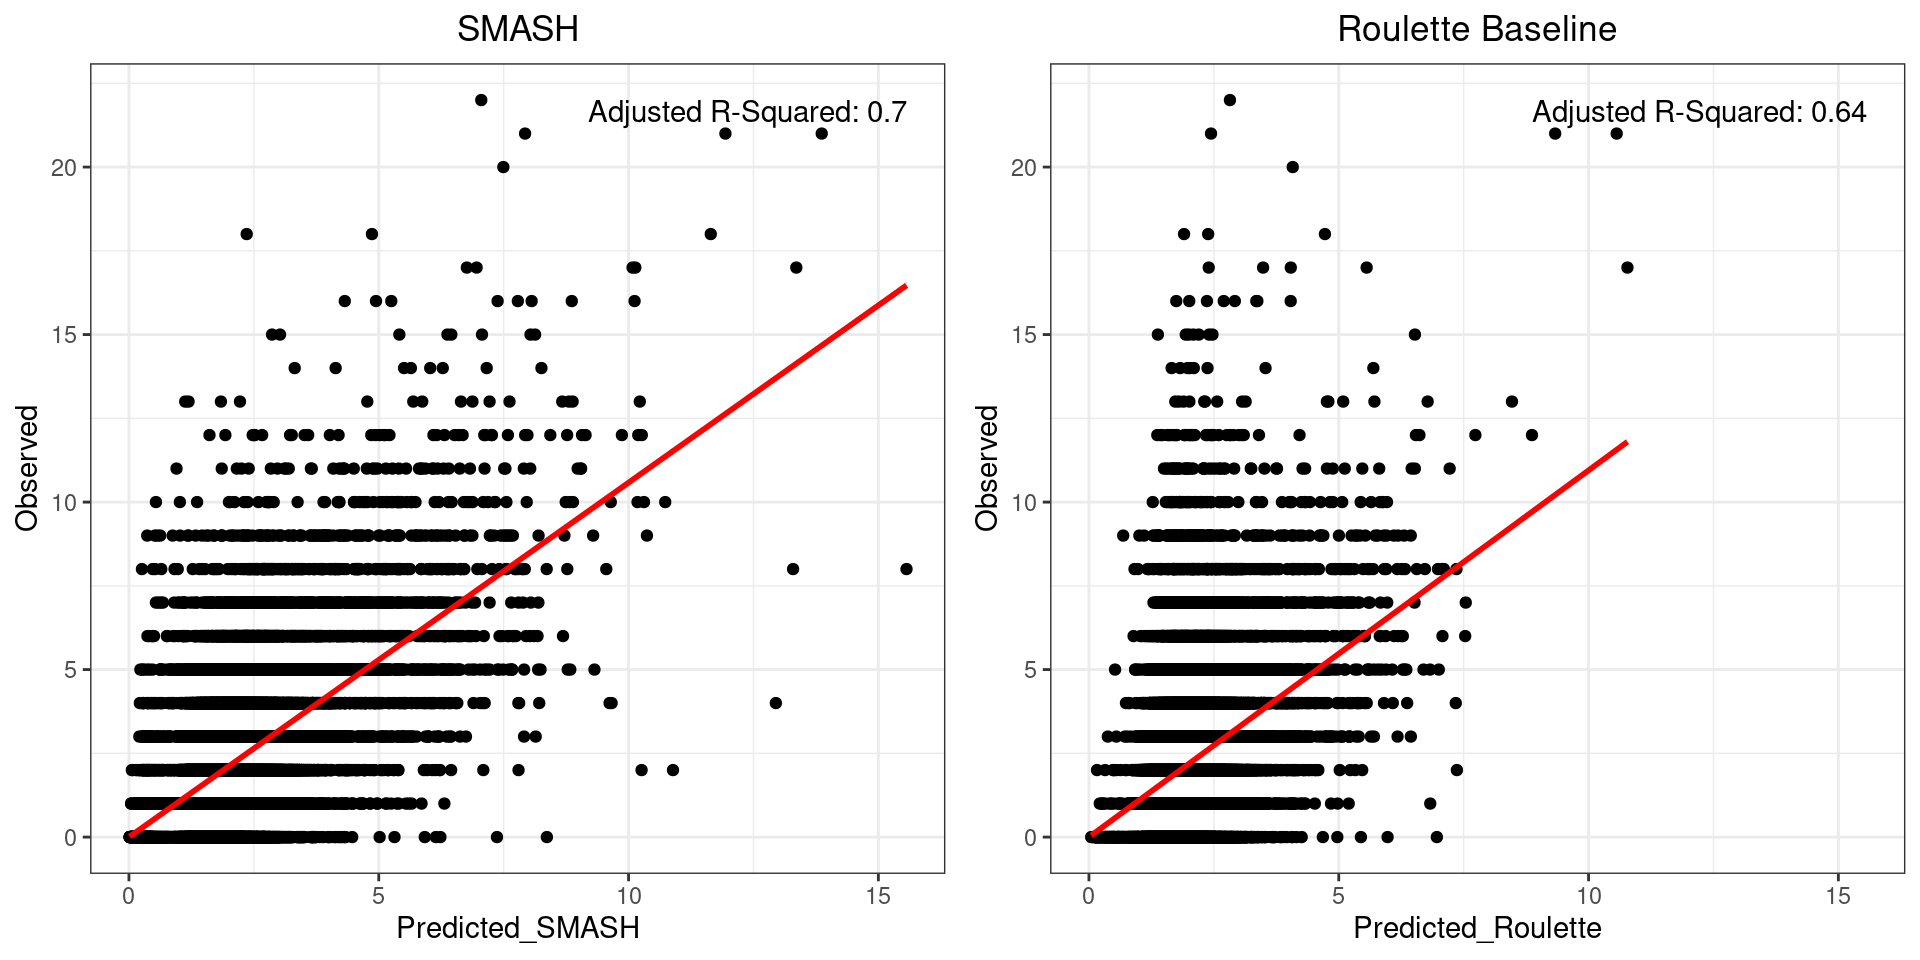 SMASH
Adjusted R-Squared: 0.7
20
15
10
5
0
Observed
0 5 10 15
Predicted_SMASH
Roulette Baseline
Adjusted R-Squared: 0.64
20
15
10
5
0
Observed
0 5 10 15
Predicted_Roulette